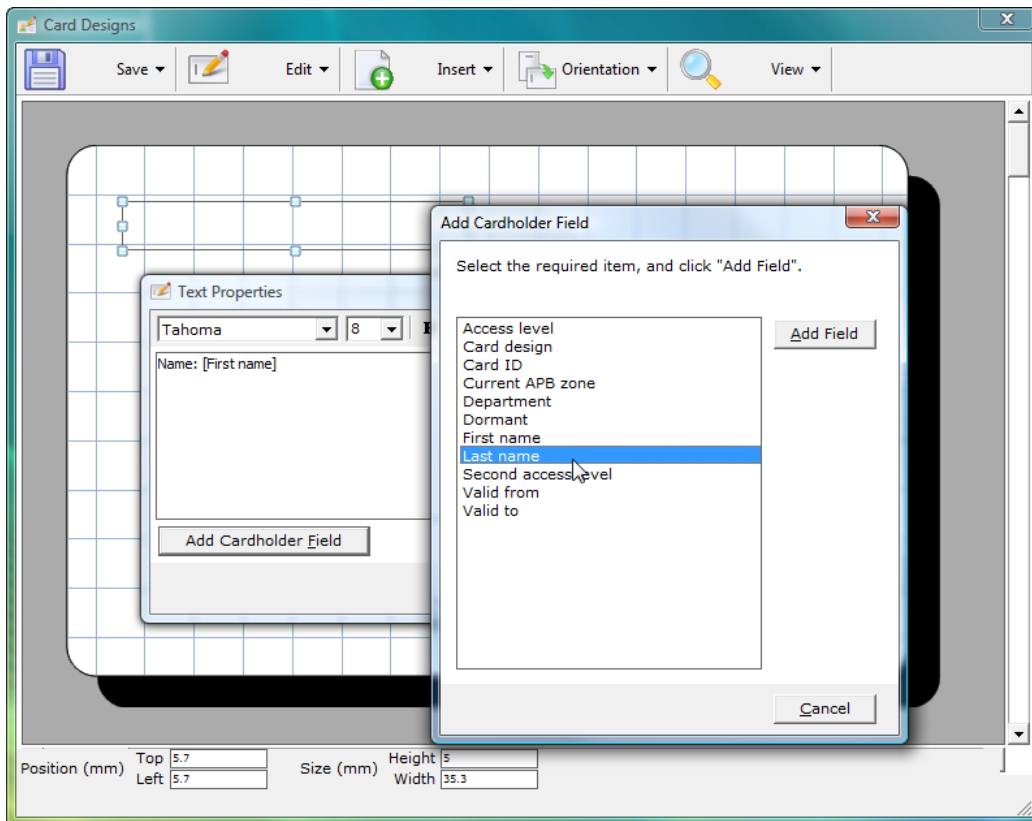 Card Designs
Save Edit Insert Orientation View
Add Cardholder Field
Select the required item, and click "Add Field".
Access level
Card design
Card ID
Current APB zone
Department
Dormant
First name
Last name
Second access level
Valid from
Valid to
Add Field
Cancel
Text Properties
Tahoma 8
Name: [First name]
Add Cardholder Field
Position (mm) Top 5.7
Left 5.7
Size (mm) Height 5
Width 35.3